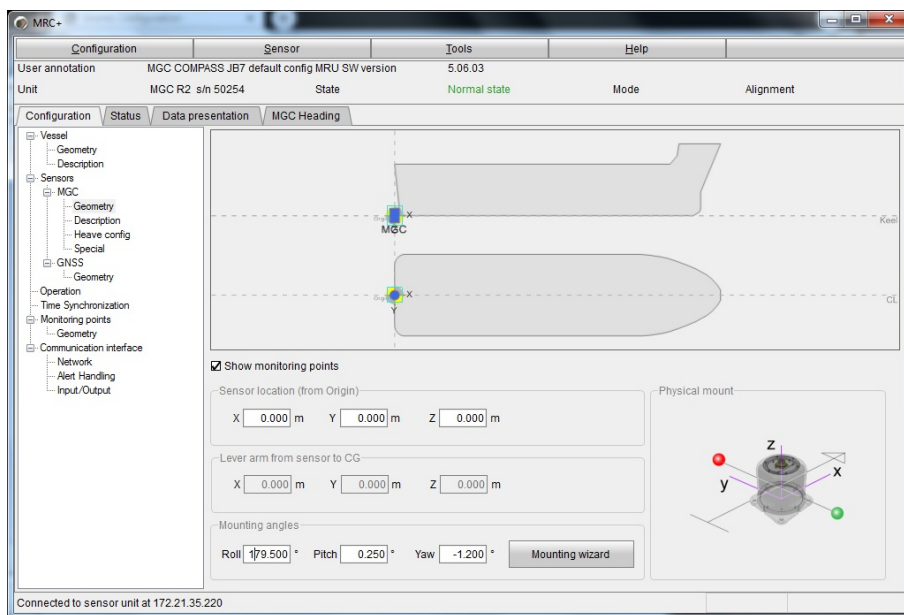 MRC+
Configuration Sensor Tools Help
User annotation MGC COMPASS JB7 default config MRU SW version 5.06.03
Unit MGC R2 s/n 50254 State Normal state Mode Alignment
Configuration Status Data presentation MGC Heading
Vessel
Geometry
Description
Sensors
MGC
Geometry
Description
Heave config
Special
GNSS
Geometry
Operation
Time Synchronization
Monitoring points
Geometry
Communication interface
Network
Alert Handling
Input/Output
X
Keel
MGC
X
CL
Y
Show monitoring points
Sensor location (from Origin)
X 0.000 m Y 0.000 m Z 0.000 m
Lever arm from sensor to CG
X 0.000 m Y 0.000 m Z 0.000 m
Mounting angles
Roll 179.500 ° Pitch 0.250 ° Yaw -1.200 ° Mounting wizard
Physical mount
z
x
y
Connected to sensor unit at 172.21.35.220